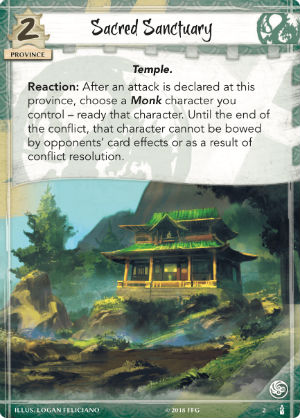 2
Sacred Sanctuary
PROVINCE
Temple.
Reaction: After an attack is declared at this
province, choose a Monk character you
control – ready that character. Until the end
of the conflict, that character cannot be bowed
by opponents' card effects or as a result of
conflict resolution.
ILLUS. LOGAN FELICIANO
© 2018 FFG
2